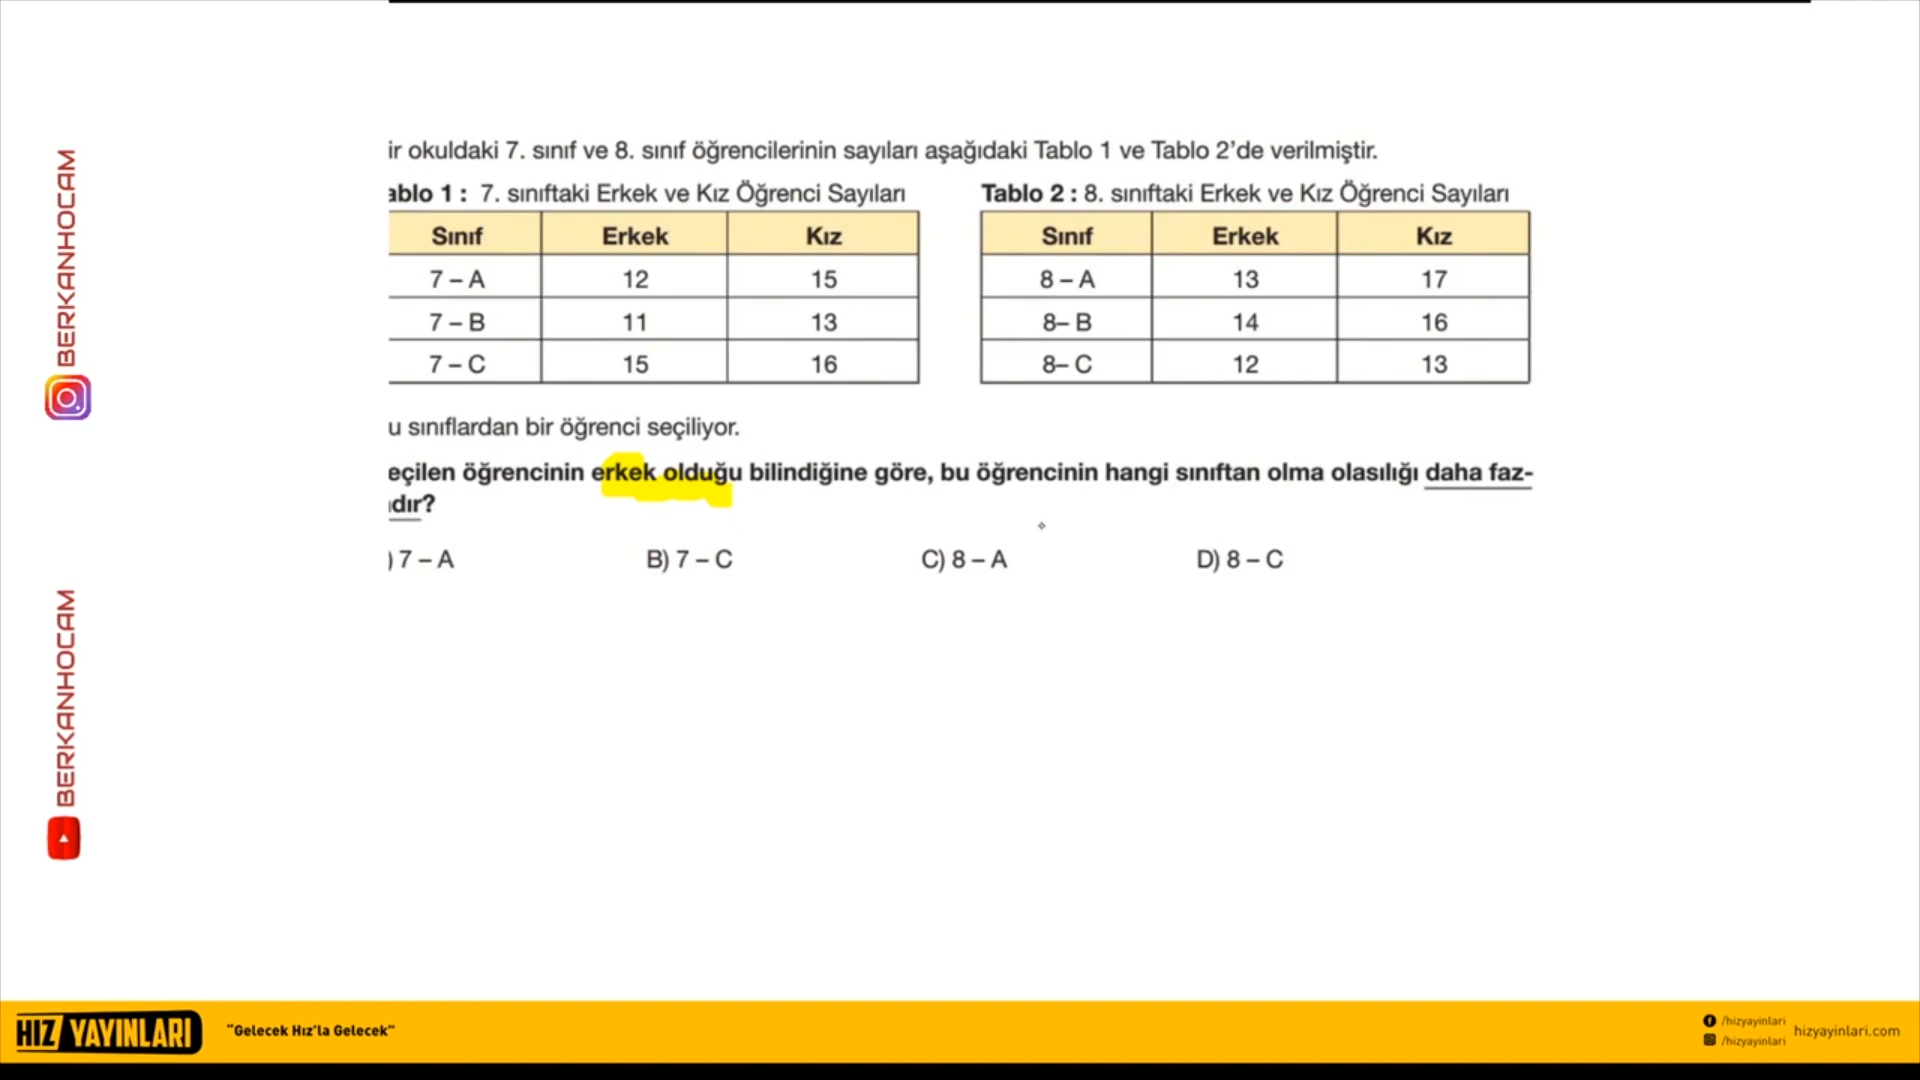 BERKANHOCAM
BERKANHOCAM
ir okuldaki 7. sınıf ve 8. sınıf öğrencilerinin sayıları aşağıdaki Tablo 1 ve Tablo 2’de verilmiştir.
ablo 1 : 7. sınıftaki Erkek ve Kız Öğrenci Sayıları
Sınıf Erkek Kız
7 – A 12 15
7 – B 11 13
7 – C 15 16
Tablo 2 : 8. sınıftaki Erkek ve Kız Öğrenci Sayıları
Sınıf Erkek Kız
8 – A 13 17
8– B 14 16
8– C 12 13
u sınıflardan bir öğrenci seçiliyor.
eçilen öğrencinin erkek olduğu bilindiğine göre, bu öğrencinin hangi sınıftan olma olasılığı daha faz-
dır?
) 7 – A B) 7 – C C) 8 – A D) 8 – C
HIZ YAYINLARI
"Gelecek Hız'la Gelecek"
/hizyayinlari
/hizyayinlari
hizyayinlari.com